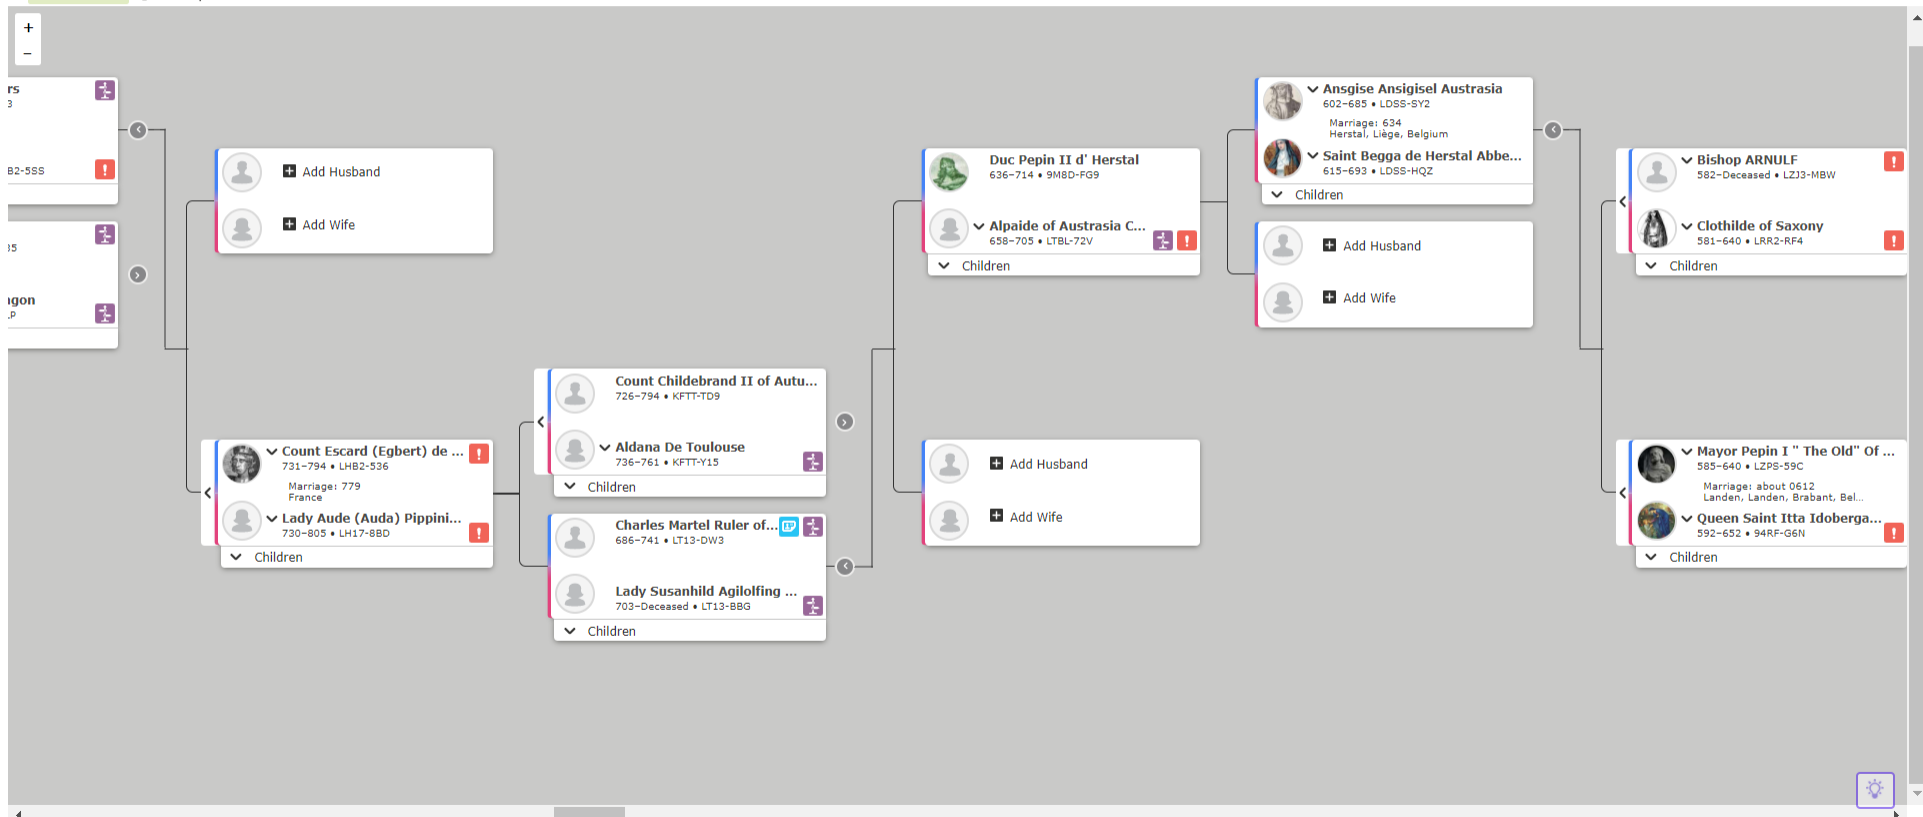 +
−
rs
3
B2-5SS
35
agon
LP
Add Husband
Add Wife
Count Escard (Egbert) de ...
731–794 • LHB2-536
Marriage: 779
France
Lady Aude (Auda) Pippini...
730–805 • LH17-8BD
Children
Count Childebrand II of Autu...
726–794 • KFTT-TD9
Aldana De Toulouse
736–761 • KFTT-Y15
Children
Charles Martel Ruler of...
686–741 • LT13-DW3
Lady Susanhild Agilolfing ...
703–Deceased • LT13-BBG
Children
Duc Pepin II d' Herstal
636–714 • 9M8D-FG9
Alpaide of Austrasia C...
658–705 • LTBL-72V
Children
Add Husband
Add Wife
Ansgise Ansigisel Austrasia
602–685 • LDSS-SY2
Marriage: 634
Herstal, Liège, Belgium
Saint Begga de Herstal Abbe...
615–693 • LDSS-HQZ
Children
Add Husband
Add Wife
Bishop ARNULF
582–Deceased • LZJ3-MBW
Clothilde of Saxony
581–640 • LRR2-RF4
Children
Mayor Pepin I " The Old" Of ...
585–640 • LZPS-59C
Marriage: about 0612
Landen, Landen, Brabant, Bel...
Queen Saint Itta Idoberga...
592–652 • 94RF-G6N
Children